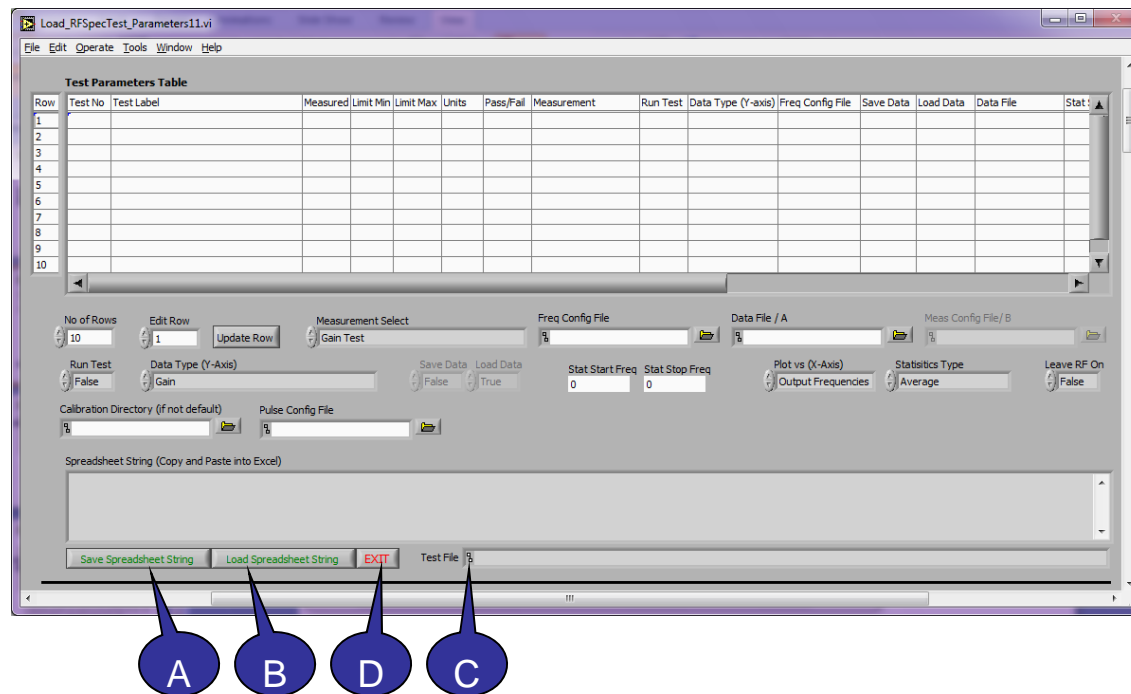 Load_RFSpecTest_Parameters11.vi
File Edit Operate Tools Window Help
Test Parameters Table
Row Test No Test Label Measured Limit Min Limit Max Units Pass/Fail Measurement Run Test Data Type (Y-axis) Freq Config File Save Data Load Data Data File Stat
1
2
3
4
5
6
7
8
9
10
No of Rows Edit Row Measurement Select Freq Config File Data File / A Meas Config File/ B
10 1 Update Row Gain Test
Run Test Data Type (Y-Axis) Save Data Load Data Stat Start Freq Stat Stop Freq Plot vs (X-Axis) Statisitics Type Leave RF On
False Gain False True 0 0 Output Frequencies Average False
Calibration Directory (if not default) Pulse Config File
Spreadsheet String (Copy and Paste into Excel)
Save Spreadsheet String Load Spreadsheet String EXIT Test File
A B D C